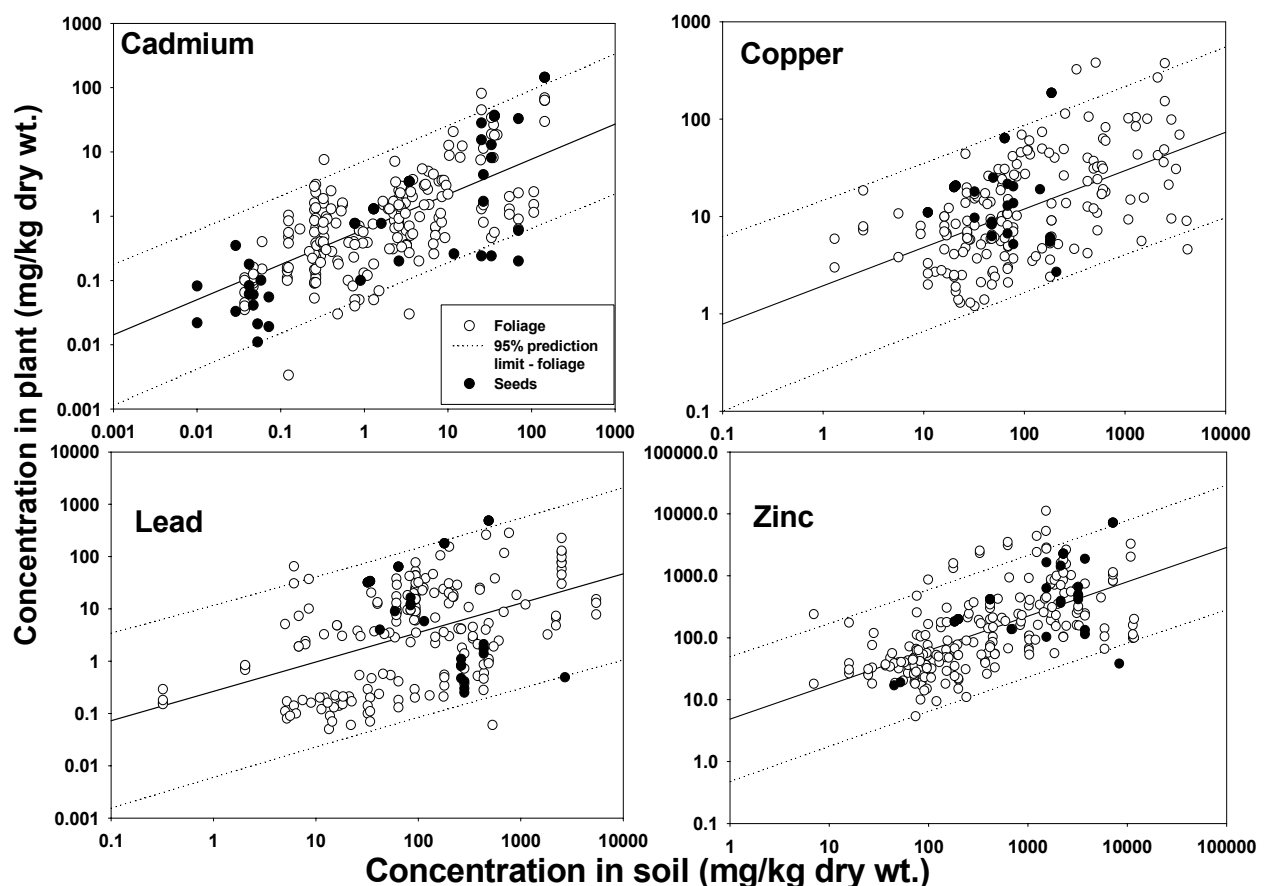 Concentration in plant (mg/kg dry wt.)
1000
100
10
1
0.1
0.01
0.001
Cadmium
Foliage
95% prediction
limit - foliage
Seeds
0.001 0.01 0.1 1 10 100 1000
1000
100
10
1
0.1
Copper
0.1 1 10 100 1000 10000
10000
1000
100
10
1
0.1
0.01
0.001
Lead
0.1 1 10 100 1000 10000
100000.0
10000.0
1000.0
100.0
10.0
1.0
0.1
Zinc
1 10 100 1000 10000 100000
Concentration in soil (mg/kg dry wt.)